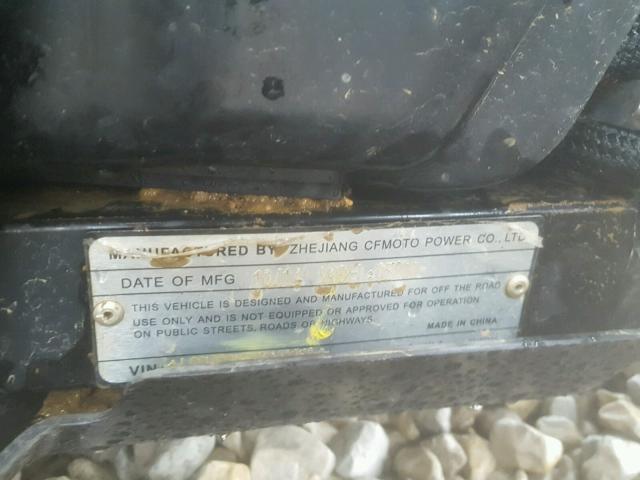 MANUFACTURED BY ZHEJIANG CFMOTO POWER CO., LTD
DATE OF MFG
THIS VEHICLE IS DESIGNED AND MANUFACTURED FOR OFF THE ROAD
USE ONLY AND IS NOT EQUIPPED OR APPROVED FOR OPERATION
ON PUBLIC STREETS, ROADS OR HIGHWAYS. MADE IN CHINA
VIN